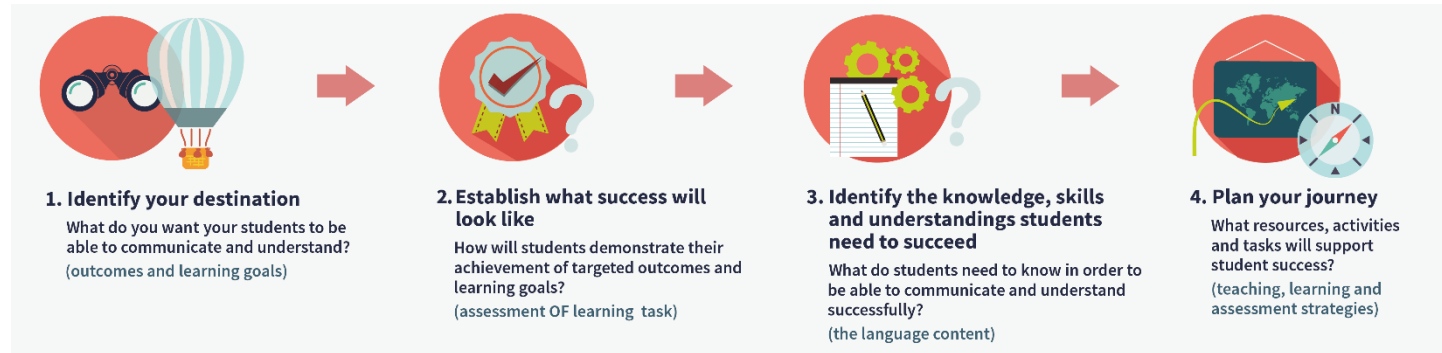 1. Identify your destination
What do you want your students to be
able to communicate and understand?
(outcomes and learning goals)
2. Establish what success will
look like
How will students demonstrate their
achievement of targeted outcomes and
learning goals?
(assessment OF learning task)
3. Identify the knowledge, skills
and understandings students
need to succeed
What do students need to know in order to
be able to communicate and understand
successfully?
(the language content)
N
4. Plan your journey
What resources, activities
and tasks will support
student success?
(teaching, learning and
assessment strategies)